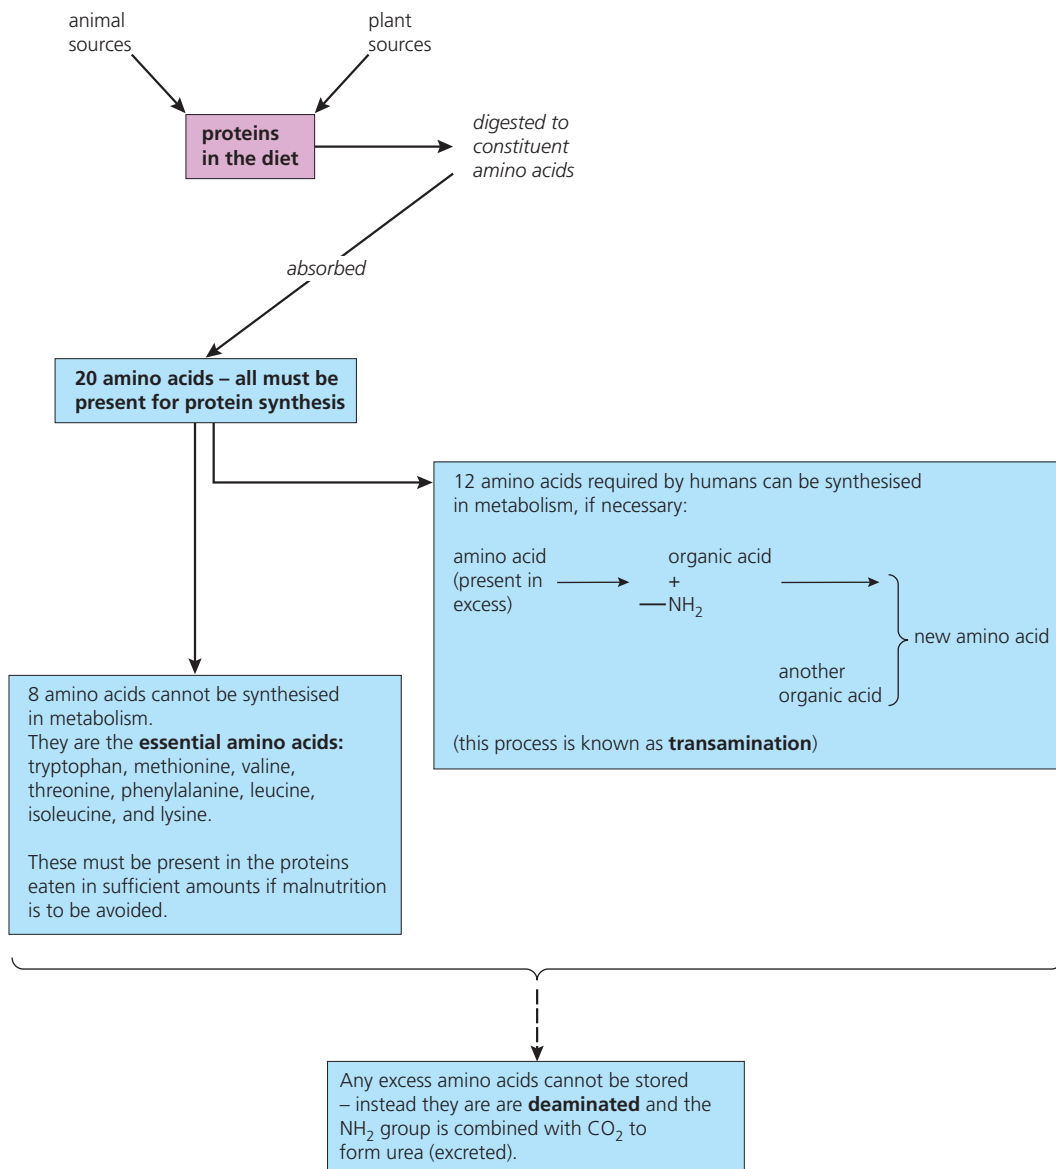 animal
sources
plant
sources
proteins
in the diet
digested to
constituent
amino acids
absorbed
20 amino acids – all must be
present for protein synthesis
12 amino acids required by humans can be synthesised
in metabolism, if necessary:
amino acid
(present in
excess)
organic acid
+
—NH₂
new amino acid
another
organic acid
(this process is known as transamination)
8 amino acids cannot be synthesised
in metabolism.
They are the essential amino acids:
tryptophan, methionine, valine,
threonine, phenylalanine, leucine,
isoleucine, and lysine.
These must be present in the proteins
eaten in sufficient amounts if malnutrition
is to be avoided.
Any excess amino acids cannot be stored
– instead they are are deaminated and the
NH₂ group is combined with CO₂ to
form urea (excreted).